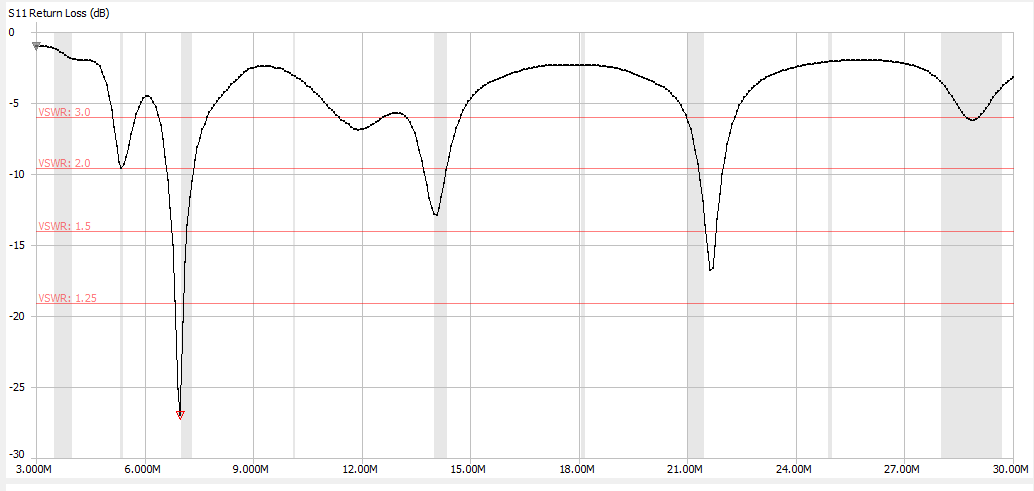 S11 Return Loss (dB)
0
-5
VSWR: 3.0
VSWR: 2.0
-10
VSWR: 1.5
-15
VSWR: 1.25
-20
-25
-30
3.000M 6.000M 9.000M 12.00M 15.00M 18.00M 21.00M 24.00M 27.00M 30.00M